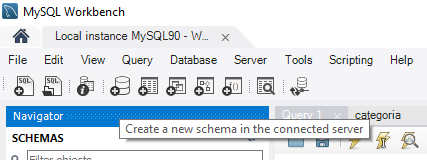 MySQL Workbench
Local instance MySQL90 - W...
File Edit View Query Database Server Tools Scripting Help
SQL SQL
Navigator Query 1 categoria
Create a new schema in the connected server
SCHEMAS
Filter objects